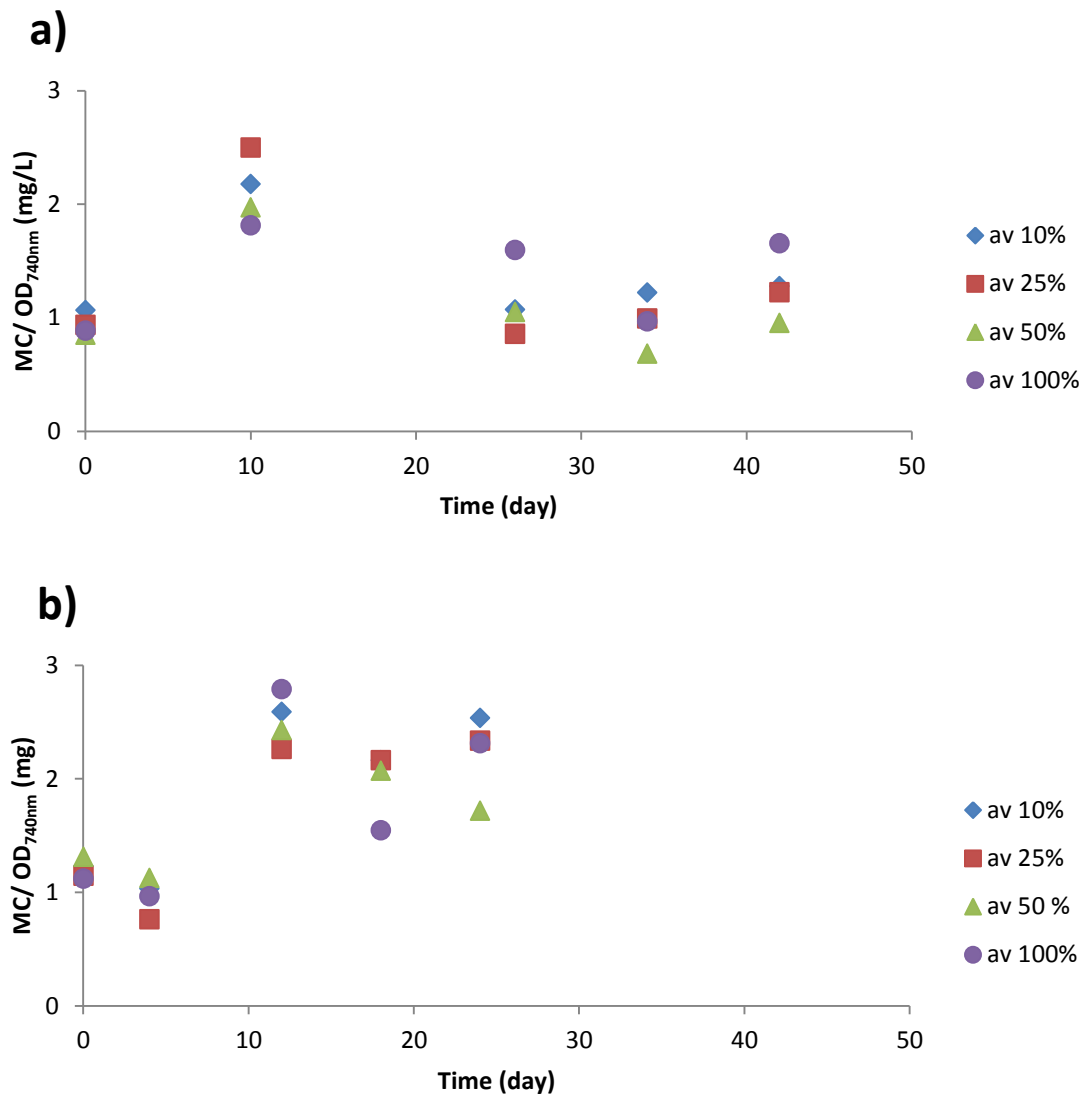 a)
3
2
1
0
MC/ OD740nm (mg/L)
0 10 20 30 40 50
Time (day)
av 10%
av 25%
av 50%
av 100%
b)
3
2
1
0
MC/ OD740nm (mg)
0 10 20 30 40 50
Time (day)
av 10%
av 25%
av 50 %
av 100%